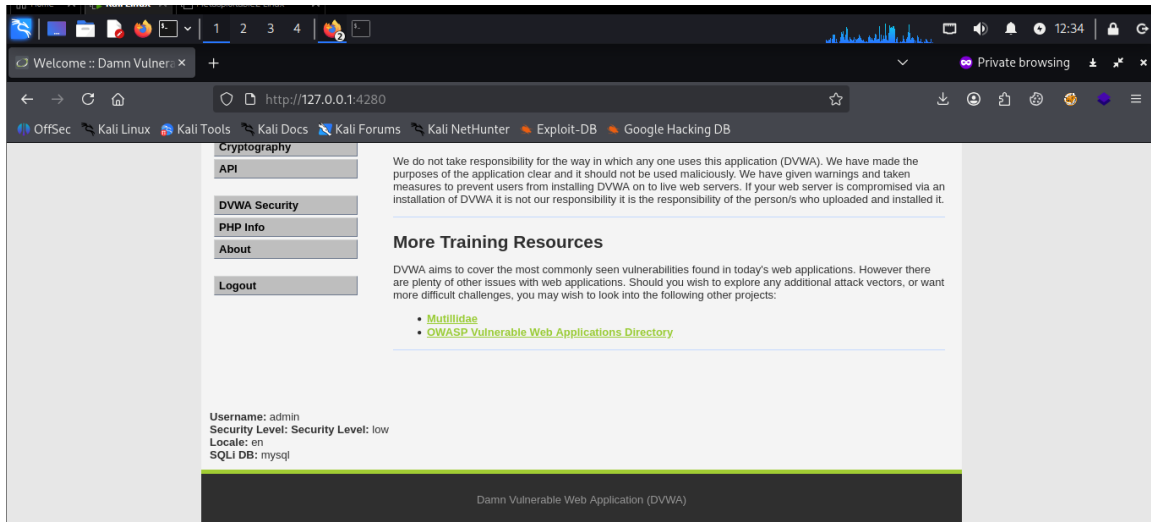 1 2 3 4
12:34
Welcome :: Damn Vulnera
Private browsing
http://127.0.0.1:4280
OffSec Kali Linux Kali Tools Kali Docs Kali Forums Kali NetHunter Exploit-DB Google Hacking DB
Cryptography
API
DVWA Security
PHP Info
About
Logout
We do not take responsibility for the way in which any one uses this application (DVWA). We have made the
purposes of the application clear and it should not be used maliciously. We have given warnings and taken
measures to prevent users from installing DVWA on to live web servers. If your web server is compromised via an
installation of DVWA it is not our responsibility it is the responsibility of the person/s who uploaded and installed it.
More Training Resources
DVWA aims to cover the most commonly seen vulnerabilities found in today's web applications. However there
are plenty of other issues with web applications. Should you wish to explore any additional attack vectors, or want
more difficult challenges, you may wish to look into the following other projects:
Mutillidae
OWASP Vulnerable Web Applications Directory
Username: admin
Security Level: Security Level: low
Locale: en
SQLi DB: mysql
Damn Vulnerable Web Application (DVWA)